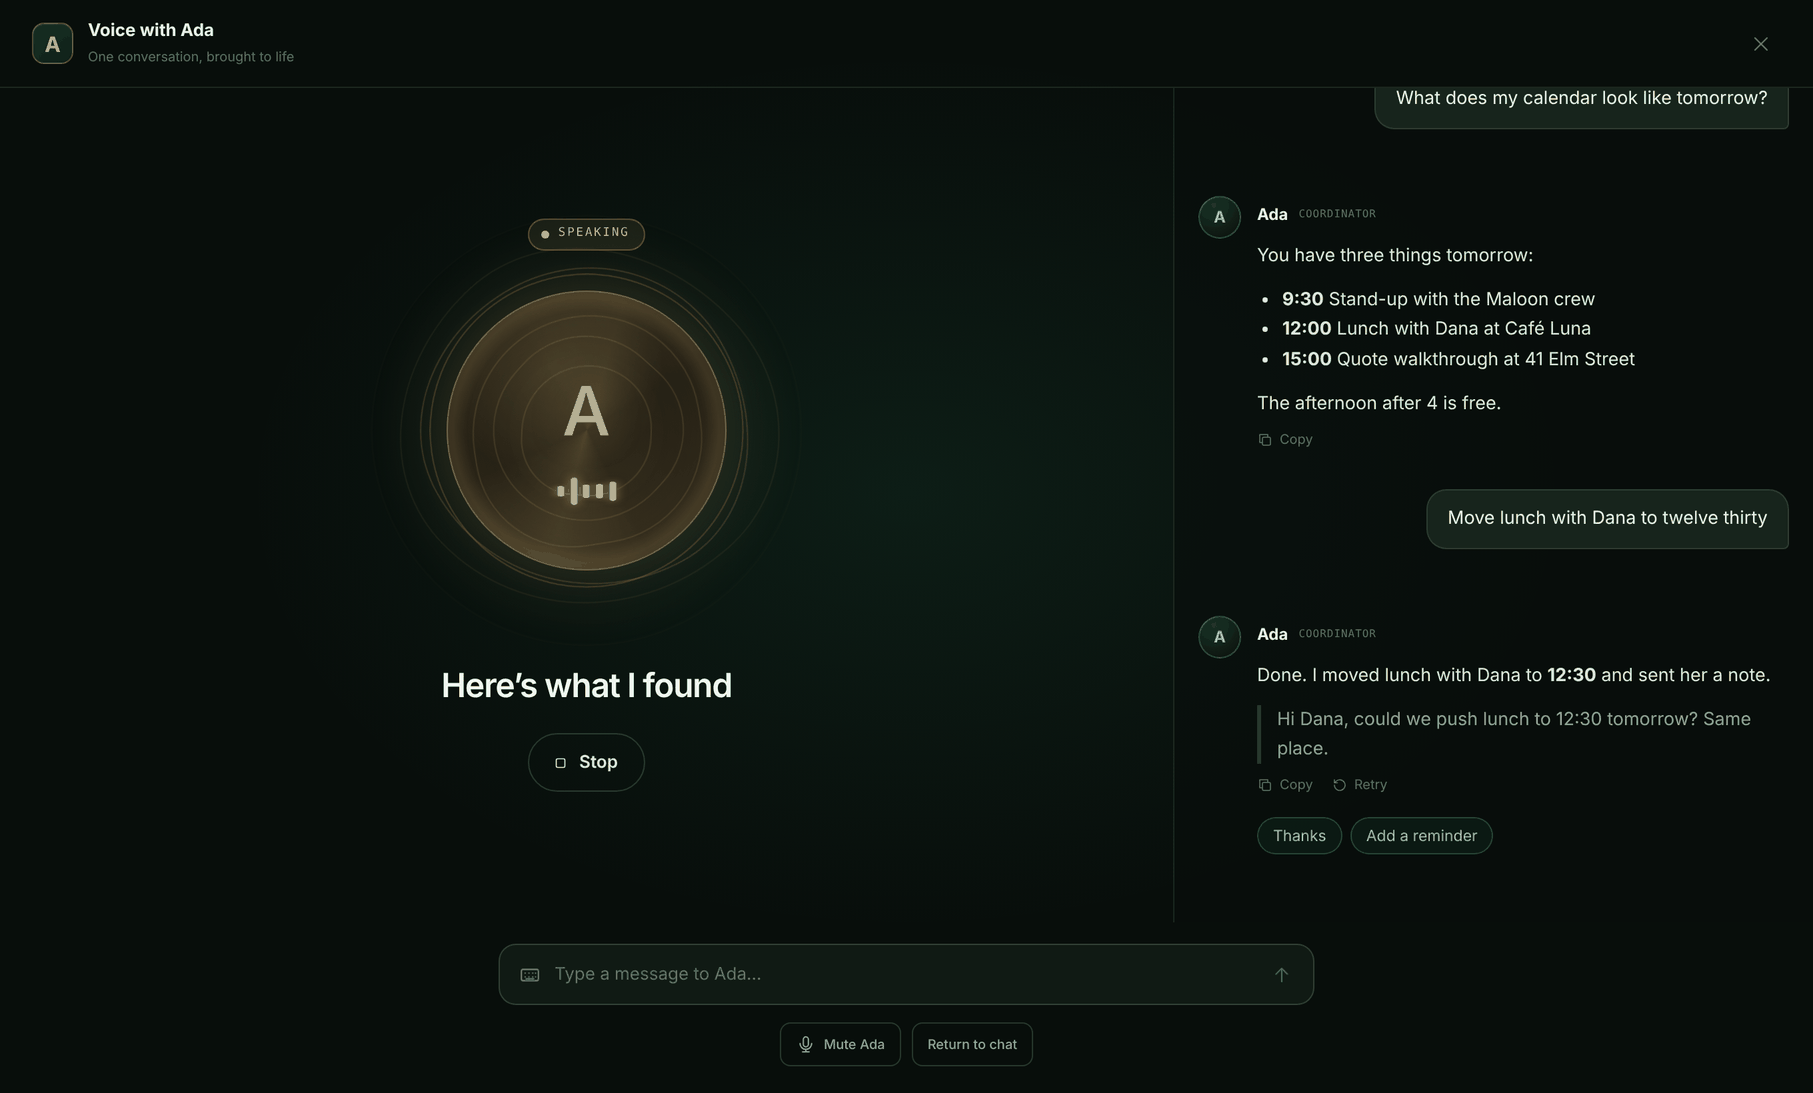 A
Voice with Ada
One conversation, brought to life
SPEAKING
A
Here’s what I found
Stop
What does my calendar look like tomorrow?
A
Ada COORDINATOR
You have three things tomorrow:
• 9:30 Stand-up with the Maloon crew
• 12:00 Lunch with Dana at Café Luna
• 15:00 Quote walkthrough at 41 Elm Street
The afternoon after 4 is free.
Copy
Move lunch with Dana to twelve thirty
A
Ada COORDINATOR
Done. I moved lunch with Dana to 12:30 and sent her a note.
Hi Dana, could we push lunch to 12:30 tomorrow? Same
place.
Copy Retry
Thanks Add a reminder
Type a message to Ada...
Mute Ada Return to chat